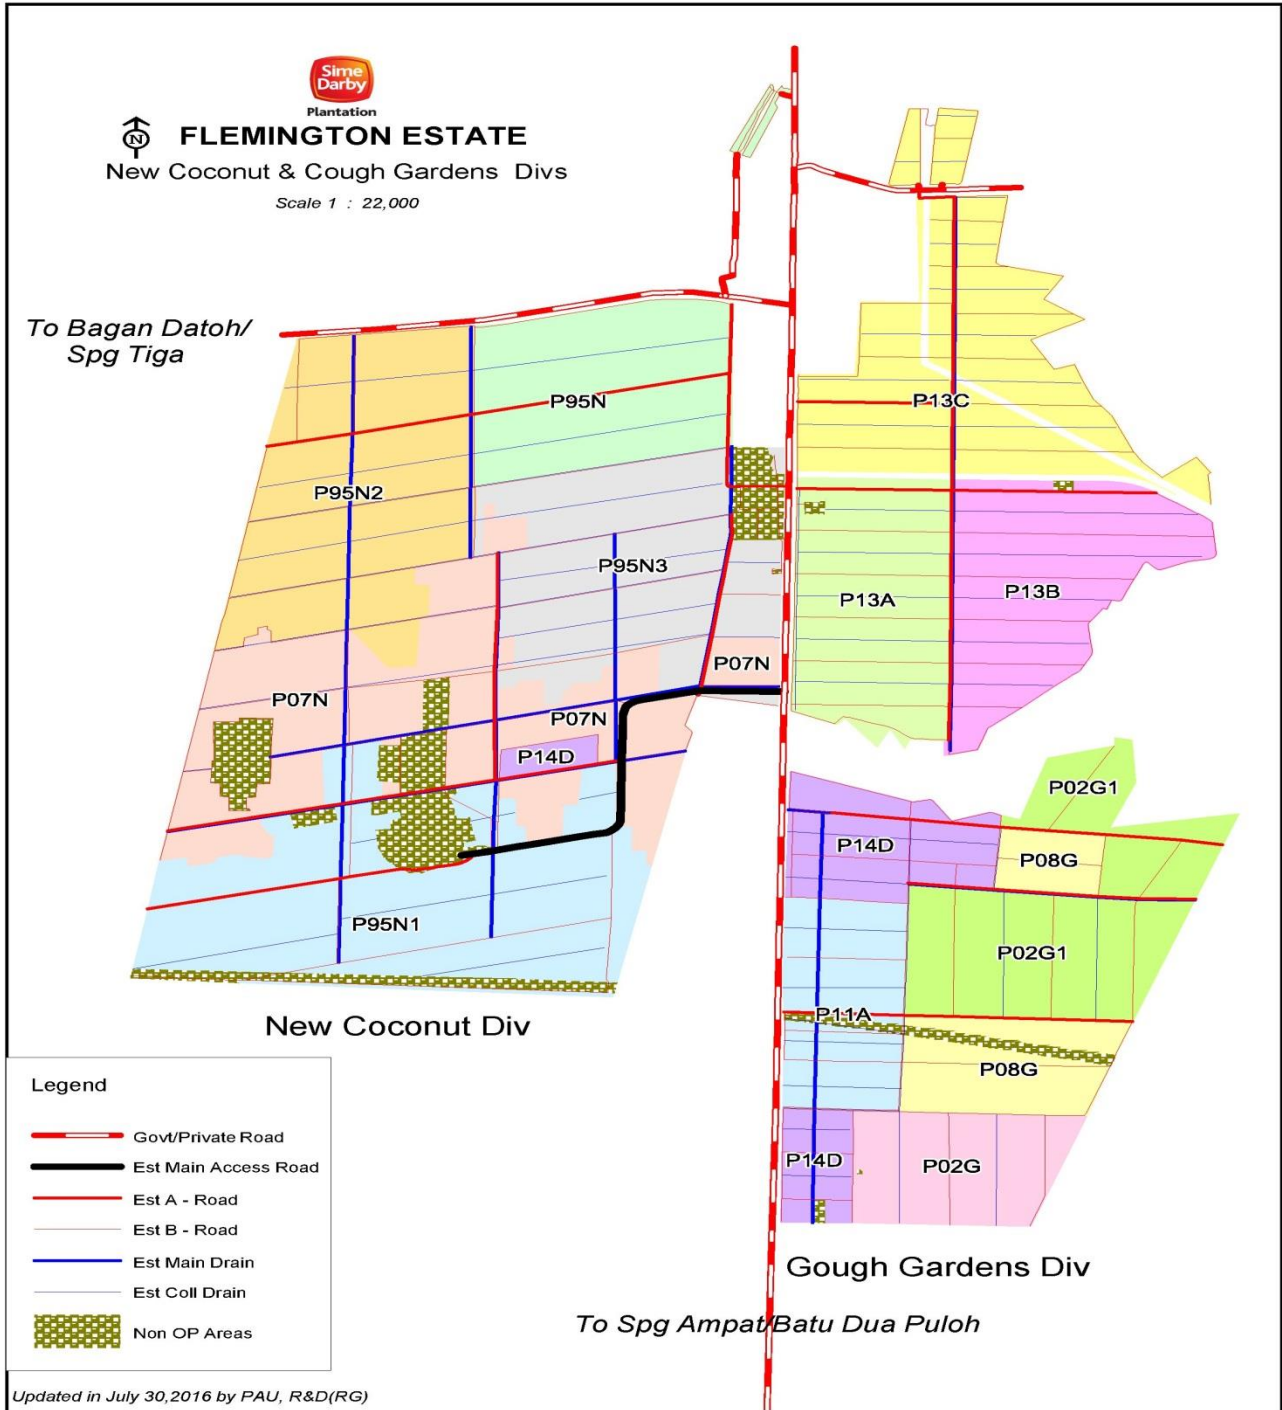 Sime
Darby
Plantation
N
FLEMINGTON ESTATE
New Coconut & Cough Gardens Divs
Scale 1 : 22,000
To Bagan Datoh/
Spg Tiga
P95N
P13C
P95N2
P95N3
P13A
P13B
P07N
P07N
P07N
P14D
P02G1
P14D
P08G
P95N1
P02G1
P11A
New Coconut Div
P08G
P14D
P02G
Gough Gardens Div
To Spg Ampat/Batu Dua Puloh
Legend
Govt/Private Road
Est Main Access Road
Est A - Road
Est B - Road
Est Main Drain
Est Coll Drain
Non OP Areas
Updated in July 30,2016 by PAU, R&D(RG)